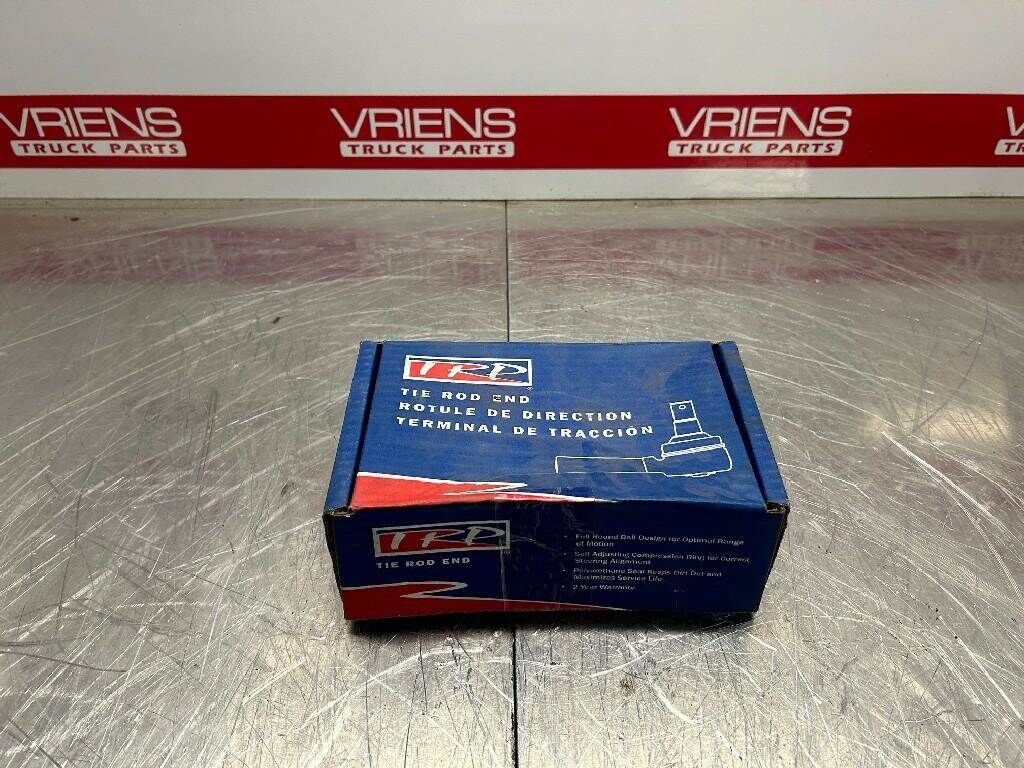 VRIENS VRIENS VRIENS V
TRUCK PARTS TRUCK PARTS TRUCK PARTS T
TRP
TIE ROD END
ROTULE DE DIRECTION
TERMINAL DE TRACCIÓN
TRP
TIE ROD END
• Full Round Ball Design for Optimal Range
of Motion
• Self Adjusting Compression Ring for Correct
Steering Alignment
• Polyurethane Seal Keeps Dirt Out and
Maximizes Service Life
• 2 Year Warranty